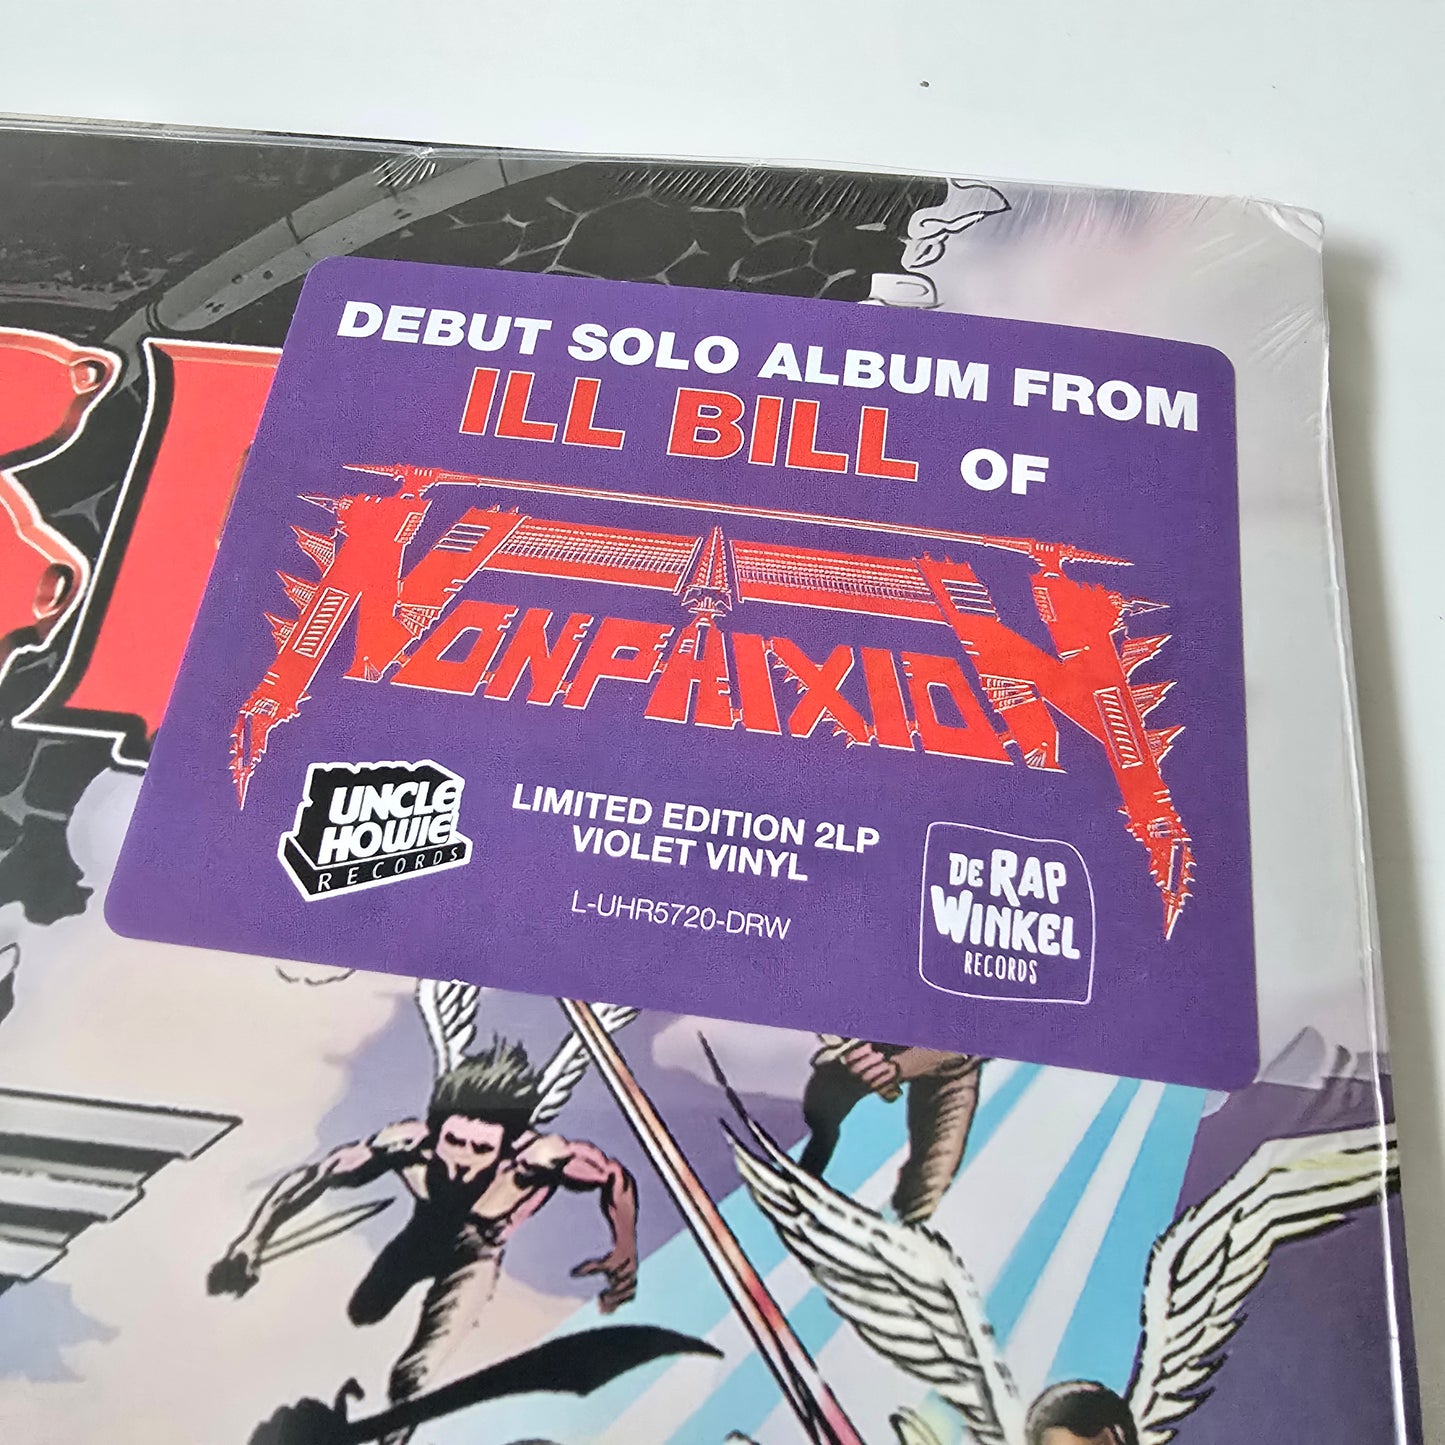 DEBUT SOLO ALBUM FROM
ILL BILL OF
NONPHIXION
UNCLE
HOWIE
RECORDS
LIMITED EDITION 2LP
VIOLET VINYL
L-UHR5720-DRW
DE RAP
WINKEL
RECORDS